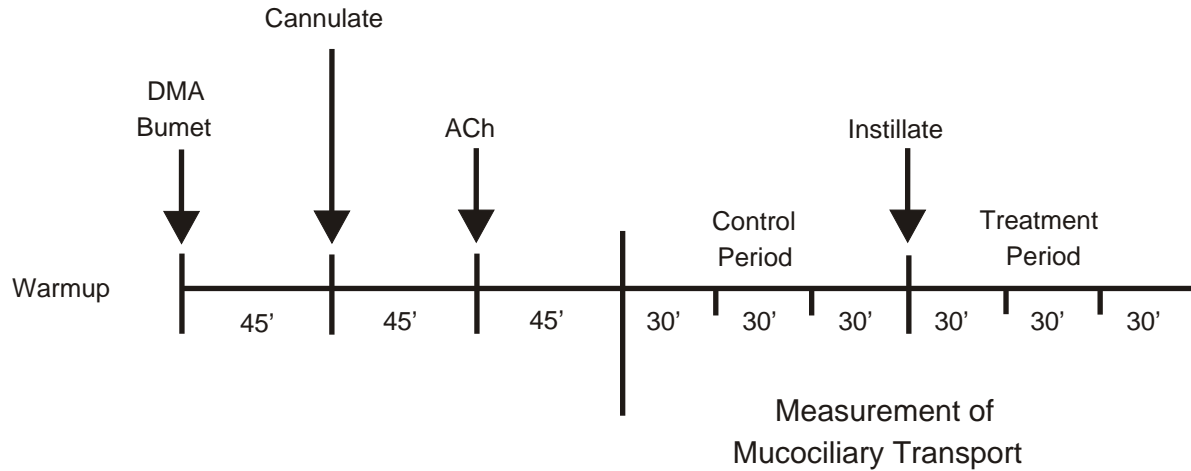 Cannulate
DMA
Bumet
ACh
Instillate
Control
Period
Treatment
Period
Warmup
45’ 45’ 45’ 30’ 30’ 30’ 30’ 30’ 30’
Measurement of
Mucociliary Transport